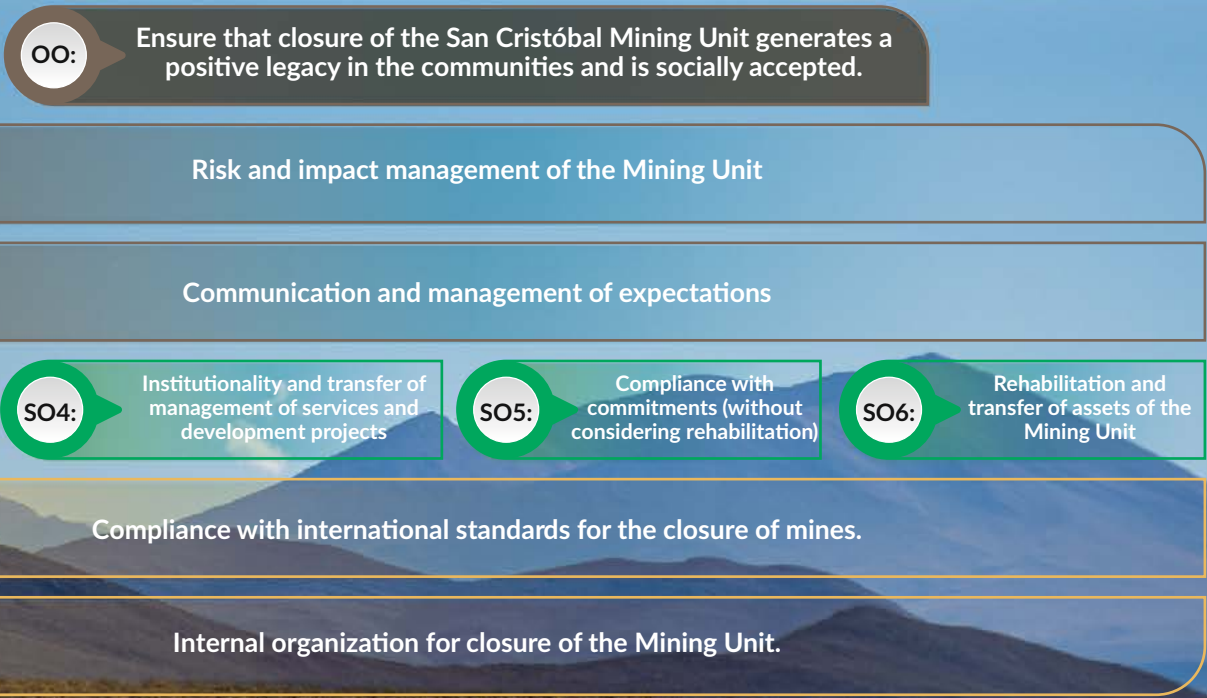 OO:
Ensure that closure of the San Cristóbal Mining Unit generates a
positive legacy in the communities and is socially accepted.
Risk and impact management of the Mining Unit
Communication and management of expectations
SO4:
Institutionality and transfer of
management of services and
development projects
SO5:
Compliance with
commitments (without
considering rehabilitation)
SO6:
Rehabilitation and
transfer of assets of the
Mining Unit
Compliance with international standards for the closure of mines.
Internal organization for closure of the Mining Unit.